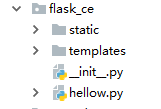 flask_ce
static
templates
__init__.py
hellow.py